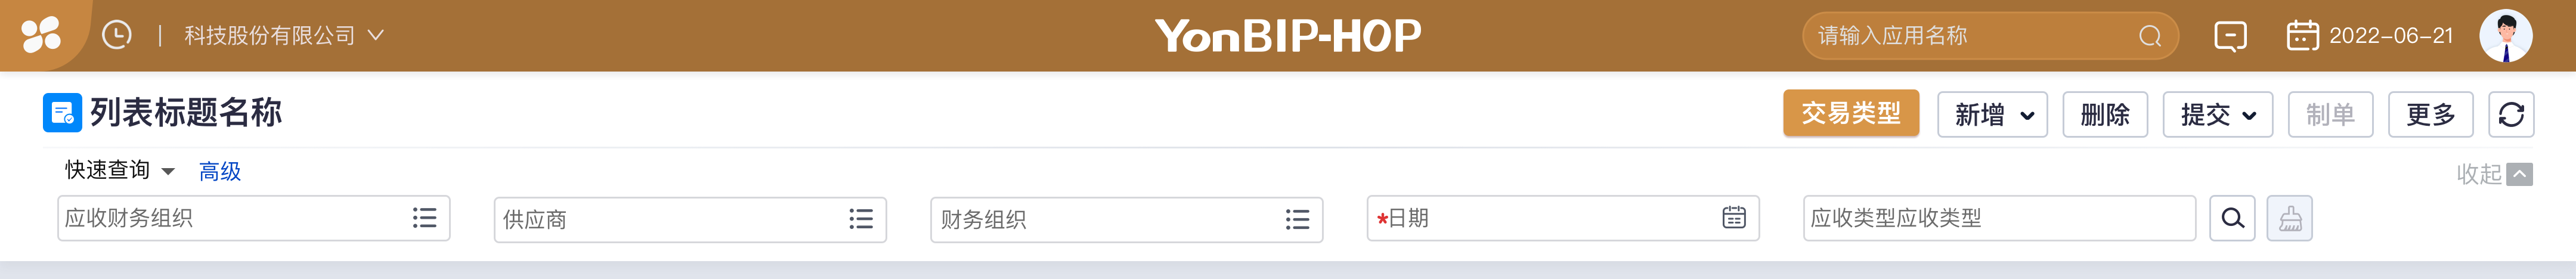 科技股份有限公司 YonBIP-HOP 请输入应用名称 2022-06-21
列表标题名称 交易类型 新增 删除 提交 制单 更多
快速查询 高级 收起
应收财务组织 供应商 财务组织 *日期 应收类型应收类型